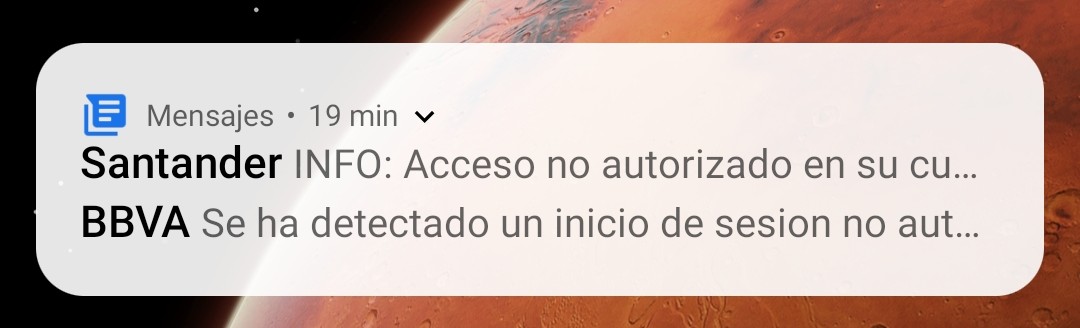 Mensajes • 19 min
Santander INFO: Acceso no autorizado en su cu…
BBVA Se ha detectado un inicio de sesion no aut…